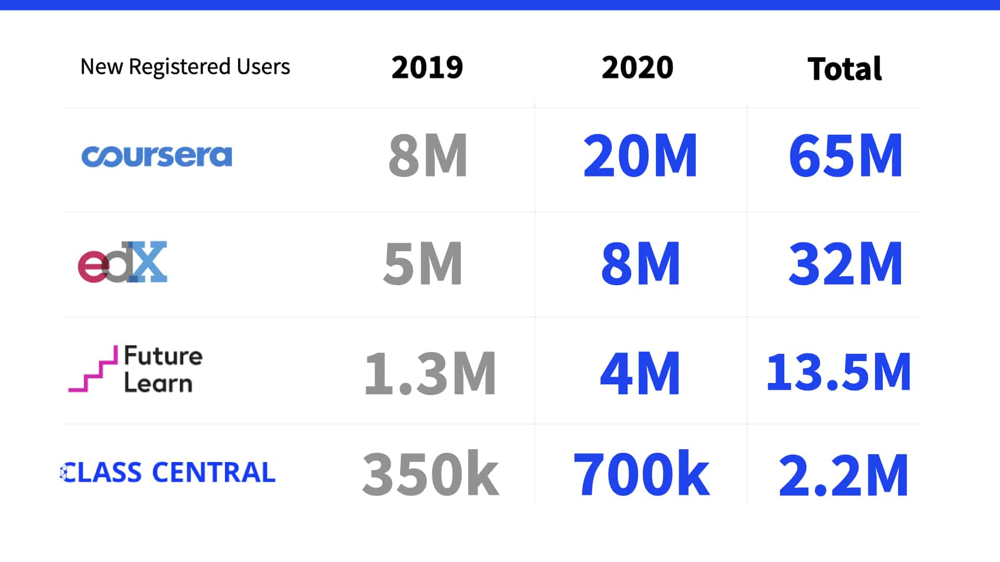 New Registered Users 2019 2020 Total
coursera 8M 20M 65M
edX 5M 8M 32M
Future
Learn 1.3M 4M 13.5M
CLASS CENTRAL 350k 700k 2.2M